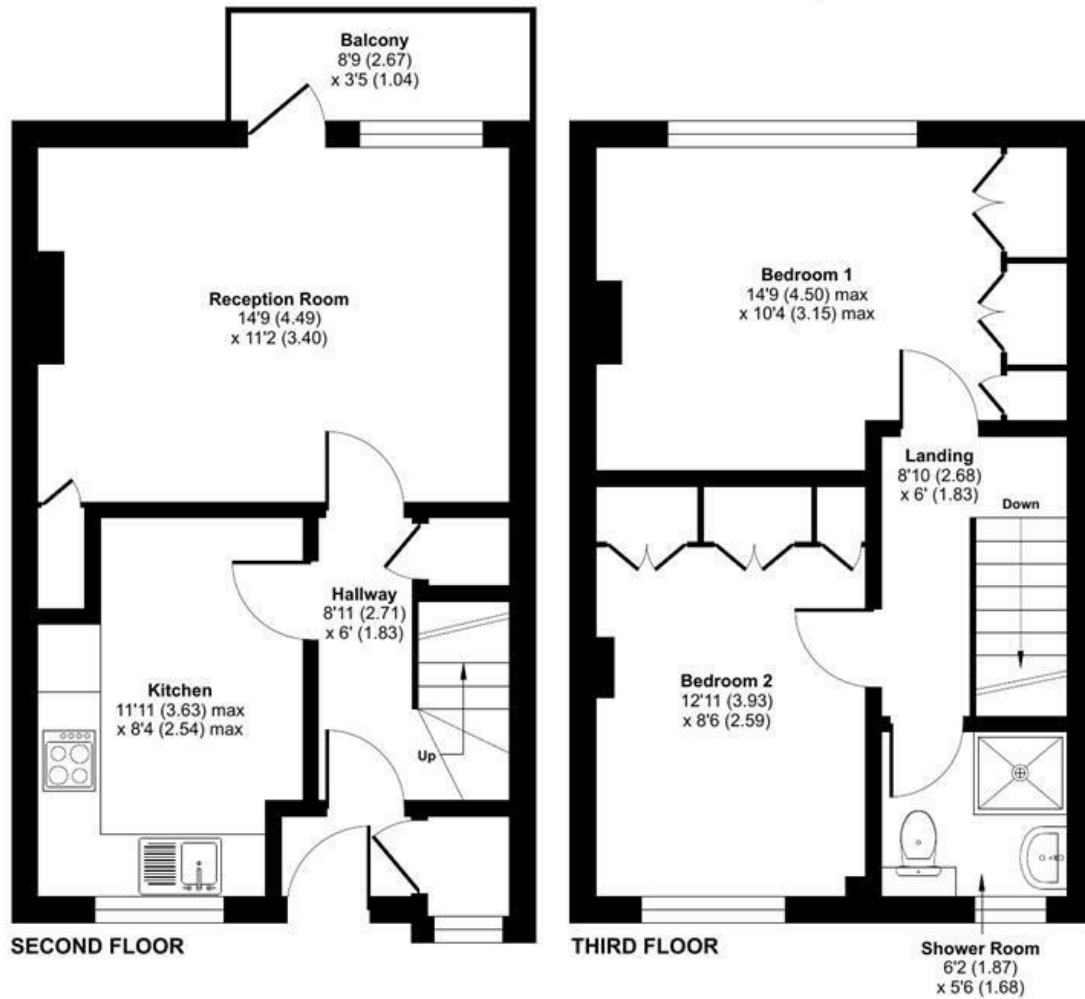 Balcony
8'9 (2.67)
x 3'5 (1.04)
Reception Room
14'9 (4.49)
x 11'2 (3.40)
Hallway
8'11 (2.71)
x 6' (1.83)
Kitchen
11'11 (3.63) max
x 8'4 (2.54) max
Up
SECOND FLOOR
Bedroom 1
14'9 (4.50) max
x 10'4 (3.15) max
Landing
8'10 (2.68)
x 6' (1.83)
Down
Bedroom 2
12'11 (3.93)
x 8'6 (2.59)
THIRD FLOOR
Shower Room
6'2 (1.87)
x 5'6 (1.68)